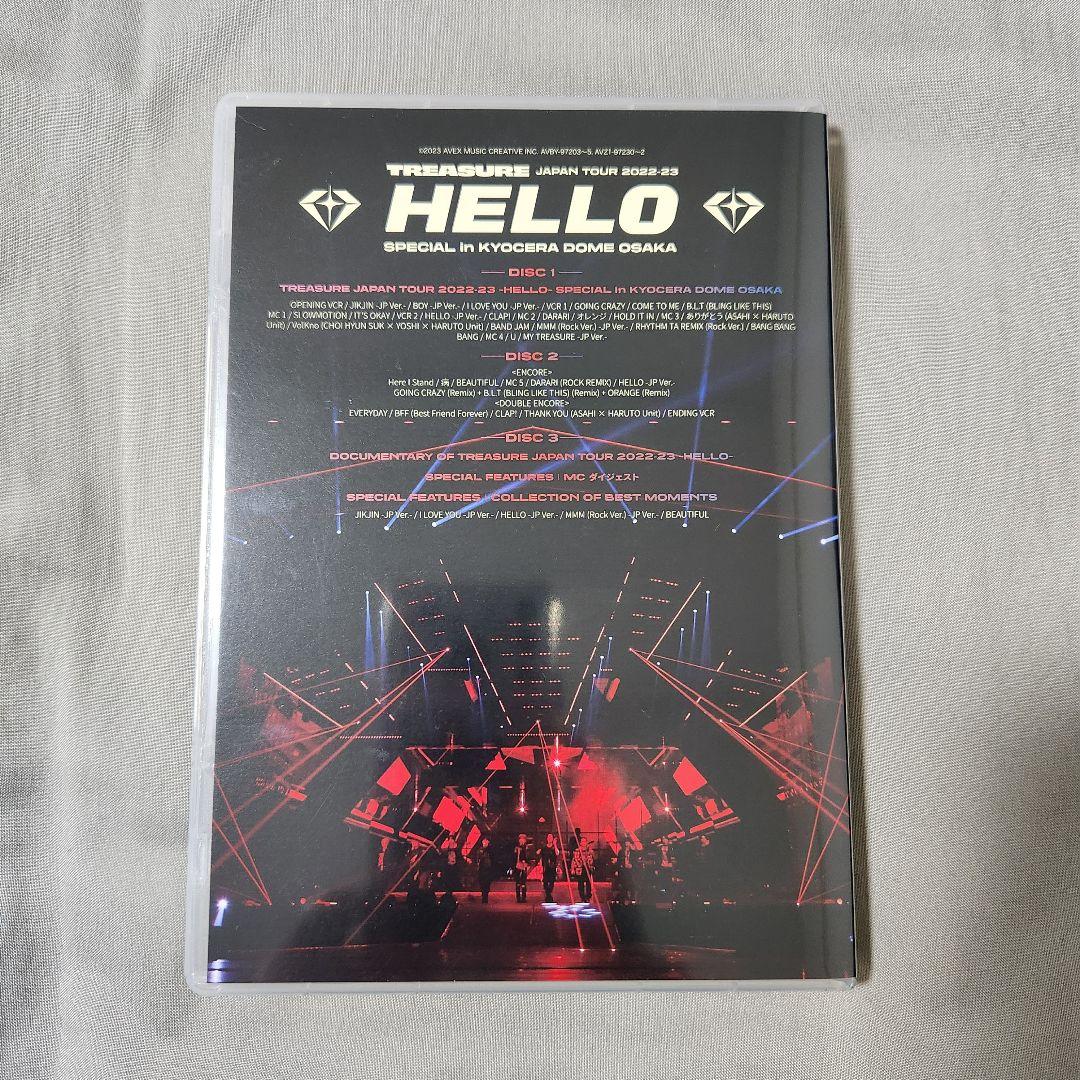 ©2023 AVEX MUSIC CREATIVE INC. AVBY-97203~5, AVZ1-97230~2
TREASURE JAPAN TOUR 2022-23
HELLO
SPECIAL in KYOCERA DOME OSAKA
DISC 1
TREASURE JAPAN TOUR 2022-23 -HELLO- SPECIAL in KYOCERA DOME OSAKA
OPENING VCR / JIKJIN -JP Ver.- / BOY -JP Ver.- / I LOVE YOU -JP Ver.- / VCR 1 / GOING CRAZY / COME TO ME / B.L.T (BLING LIKE THIS)
MC 1 / SLOWMOTION / IT'S OKAY / VCR 2 / HELLO -JP Ver.- / CLAP! / MC 2 / DARARI / オレンジ / HOLD IT IN / MC 3 / ありがとう (ASAHI × HARUTO
Unit) / VolKno (CHOI HYUN SUK × YOSHI × HARUTO Unit) / BAND JAM / MMM (Rock Ver.) -JP Ver.- / RHYTHM TA REMIX (Rock Ver.) / BANG BANG
BANG / MC 4 / U / MY TREASURE -JP Ver.-
DISC 2
<ENCORE>
Here I Stand / 病 / BEAUTIFUL / MC 5 / DARARI (ROCK REMIX) / HELLO -JP Ver.-
GOING CRAZY (Remix) + B.L.T (BLING LIKE THIS) (Remix) + ORANGE (Remix)
<DOUBLE ENCORE>
EVERYDAY / BFF (Best Friend Forever) / CLAP! / THANK YOU (ASAHI × HARUTO Unit) / ENDING VCR
DISC 3
DOCUMENTARY OF TREASURE JAPAN TOUR 2022-23 -HELLO-
SPECIAL FEATURES | MC ダイジェスト
SPECIAL FEATURES | COLLECTION OF BEST MOMENTS
JIKJIN -JP Ver.- / I LOVE YOU -JP Ver.- / HELLO -JP Ver.- / MMM (Rock Ver.) -JP Ver.- / BEAUTIFUL